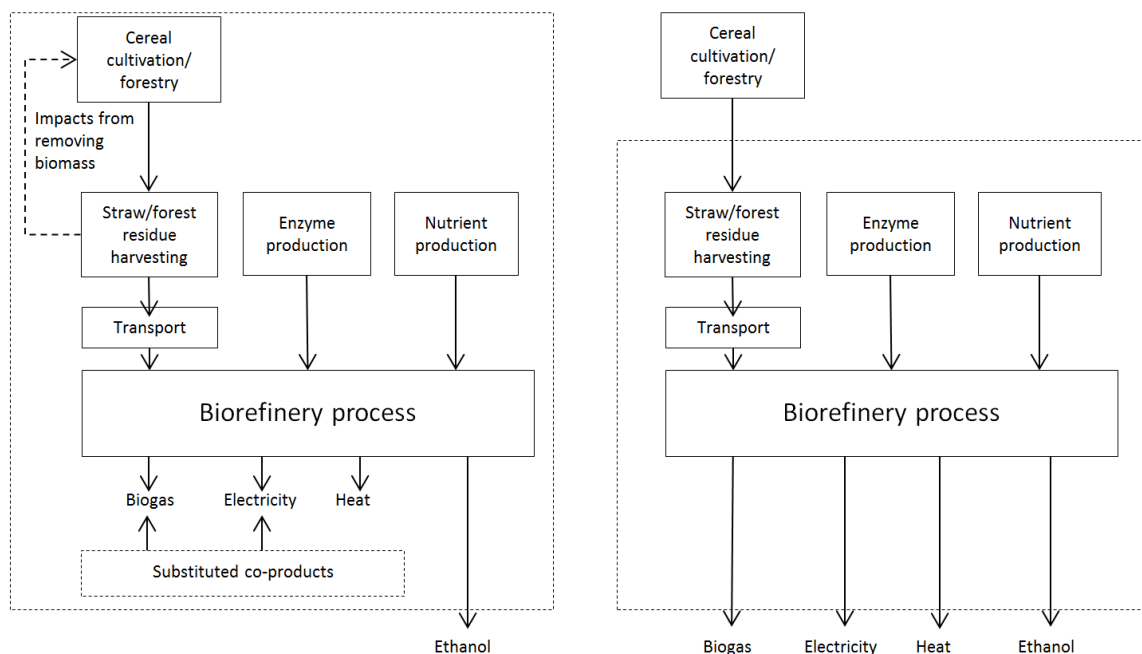 Cereal
cultivation/
forestry
Impacts from
removing
biomass
Straw/forest
residue
harvesting
Enzyme
production
Nutrient
production
Transport
Biorefinery process
Biogas
Electricity
Heat
Substituted co-products
Ethanol
Cereal
cultivation/
forestry
Straw/forest
residue
harvesting
Enzyme
production
Nutrient
production
Transport
Biorefinery process
Biogas
Electricity
Heat
Ethanol